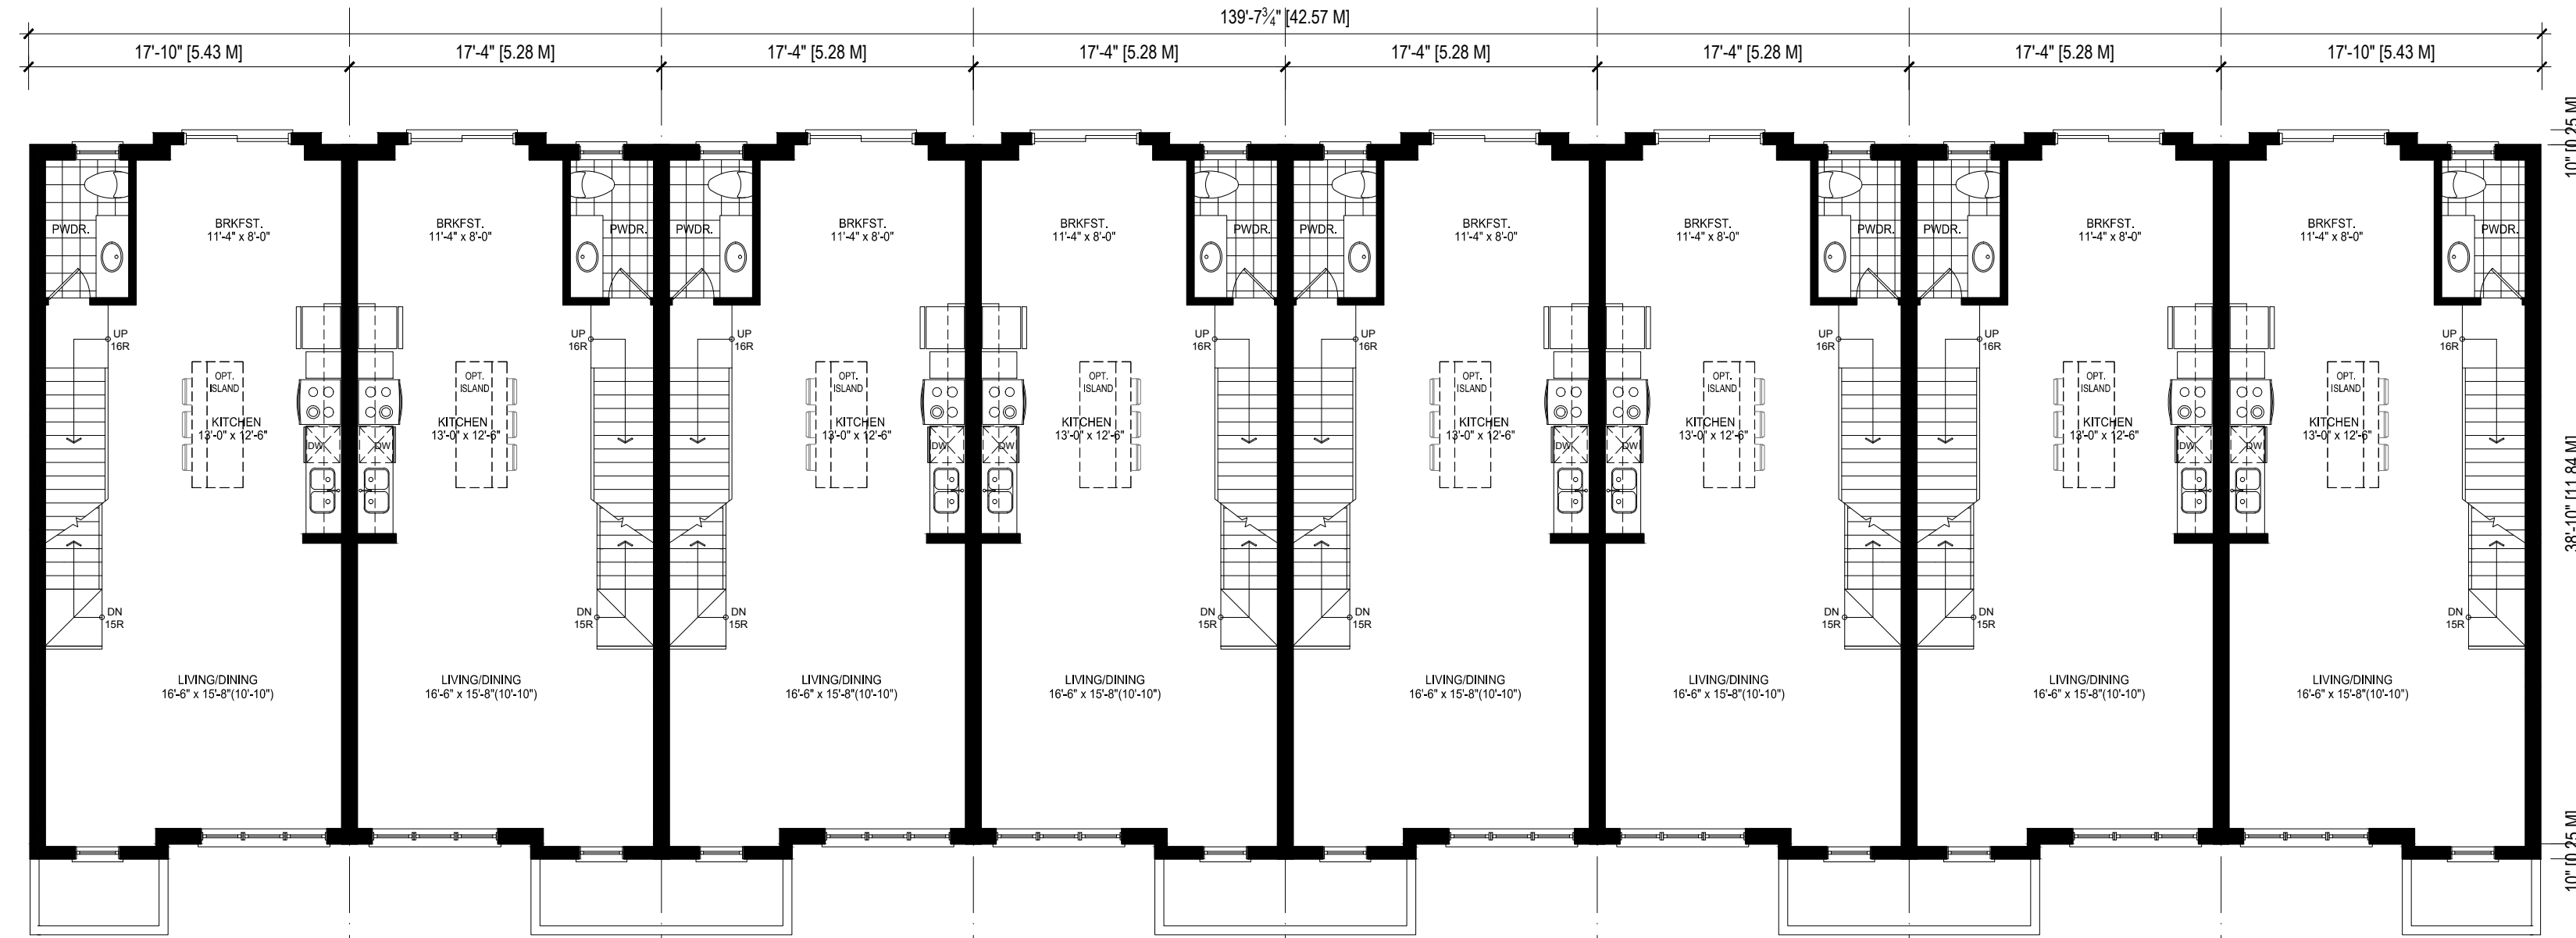 139'-7¾" [42.57 M]
17'-10" [5.43 M]
17'-4" [5.28 M]
17'-4" [5.28 M]
17'-4" [5.28 M]
17'-4" [5.28 M]
17'-4" [5.28 M]
17'-4" [5.28 M]
17'-10" [5.43 M]
10" [0.25 M]
38'-10" [11.84 M]
10" [0.25 M]
PWDR.
BRKFST.
11'-4" x 8'-0"
UP
16R
OPT.
ISLAND
KITCHEN
13'-0" x 12'-6"
DW
DN
15R
LIVING/DINING
16'-6" x 15'-8"(10'-10")
BRKFST.
11'-4" x 8'-0"
PWDR.
UP
16R
OPT.
ISLAND
KITCHEN
13'-0" x 12'-6"
DW
DN
15R
LIVING/DINING
16'-6" x 15'-8"(10'-10")
PWDR.
BRKFST.
11'-4" x 8'-0"
UP
16R
OPT.
ISLAND
KITCHEN
13'-0" x 12'-6"
DW
DN
15R
LIVING/DINING
16'-6" x 15'-8"(10'-10")
BRKFST.
11'-4" x 8'-0"
PWDR.
UP
16R
OPT.
ISLAND
KITCHEN
13'-0" x 12'-6"
DW
DN
15R
LIVING/DINING
16'-6" x 15'-8"(10'-10")
PWDR.
BRKFST.
11'-4" x 8'-0"
UP
16R
OPT.
ISLAND
KITCHEN
13'-0" x 12'-6"
DW
DN
15R
LIVING/DINING
16'-6" x 15'-8"(10'-10")
BRKFST.
11'-4" x 8'-0"
PWDR.
UP
16R
OPT.
ISLAND
KITCHEN
13'-0" x 12'-6"
DW
DN
15R
LIVING/DINING
16'-6" x 15'-8"(10'-10")
PWDR.
BRKFST.
11'-4" x 8'-0"
UP
16R
OPT.
ISLAND
KITCHEN
13'-0" x 12'-6"
DW
DN
15R
LIVING/DINING
16'-6" x 15'-8"(10'-10")
BRKFST.
11'-4" x 8'-0"
PWDR.
UP
16R
OPT.
ISLAND
KITCHEN
13'-0" x 12'-6"
DW
DN
15R
LIVING/DINING
16'-6" x 15'-8"(10'-10")